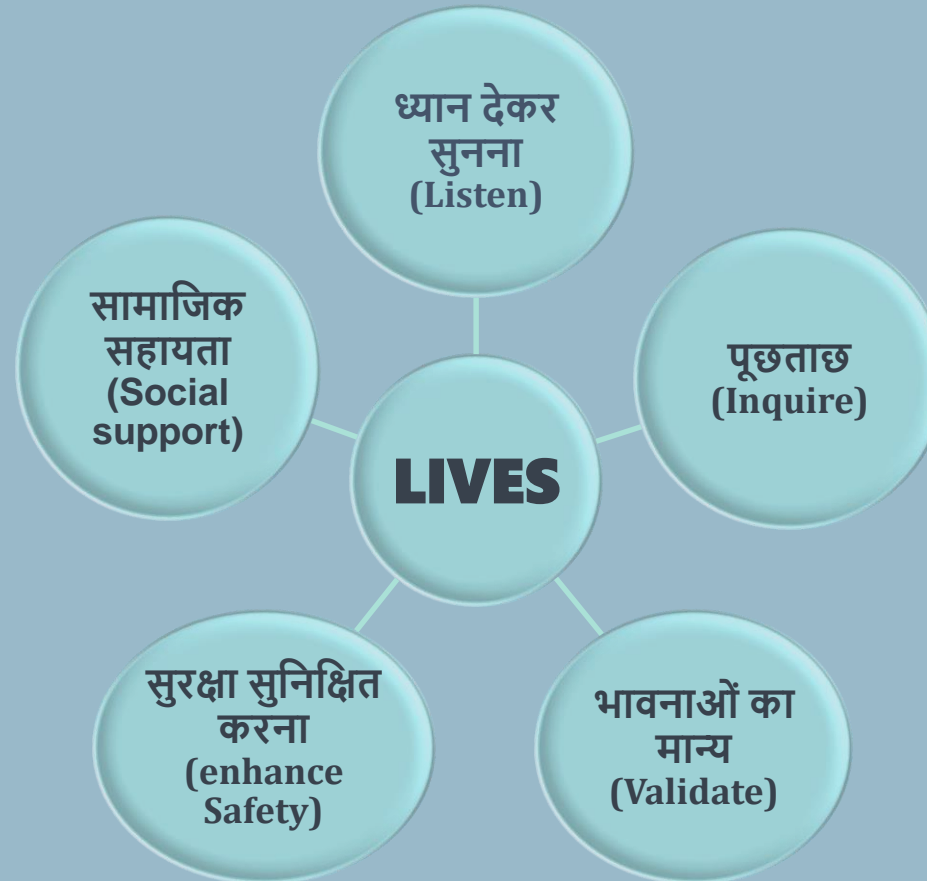 ध्यान देकर
सुनना
(Listen)
सामाजिक
सहायता
(Social
support)
पूछताछ
(Inquire)
LIVES
सुरक्षा सुनिक्षित
करना
(enhance
Safety)
भावनाओं का
मान्य
(Validate)